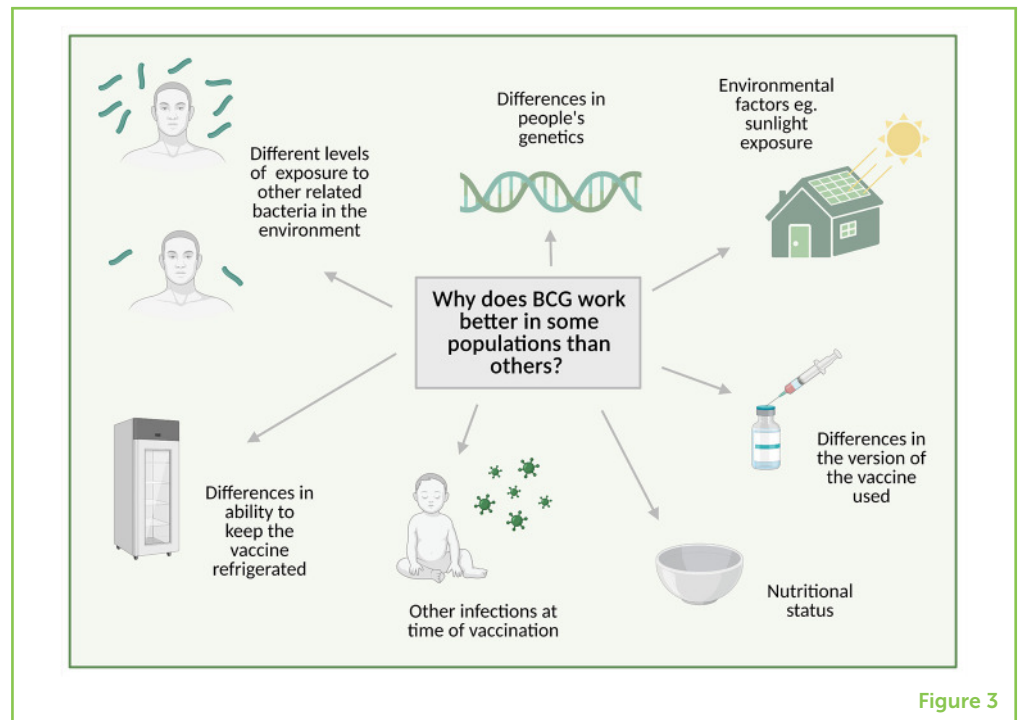 Differences in
people's
genetics
Environmental
factors eg.
sunlight
exposure
Different levels
of exposure to
other related
bacteria in the
environment
Why does BCG work
better in some
populations than
others?
Differences in
the version of
the vaccine
used
Differences in
ability to
keep the
vaccine
refrigerated
Other infections at
time of vaccination
Nutritional
status
Figure 3